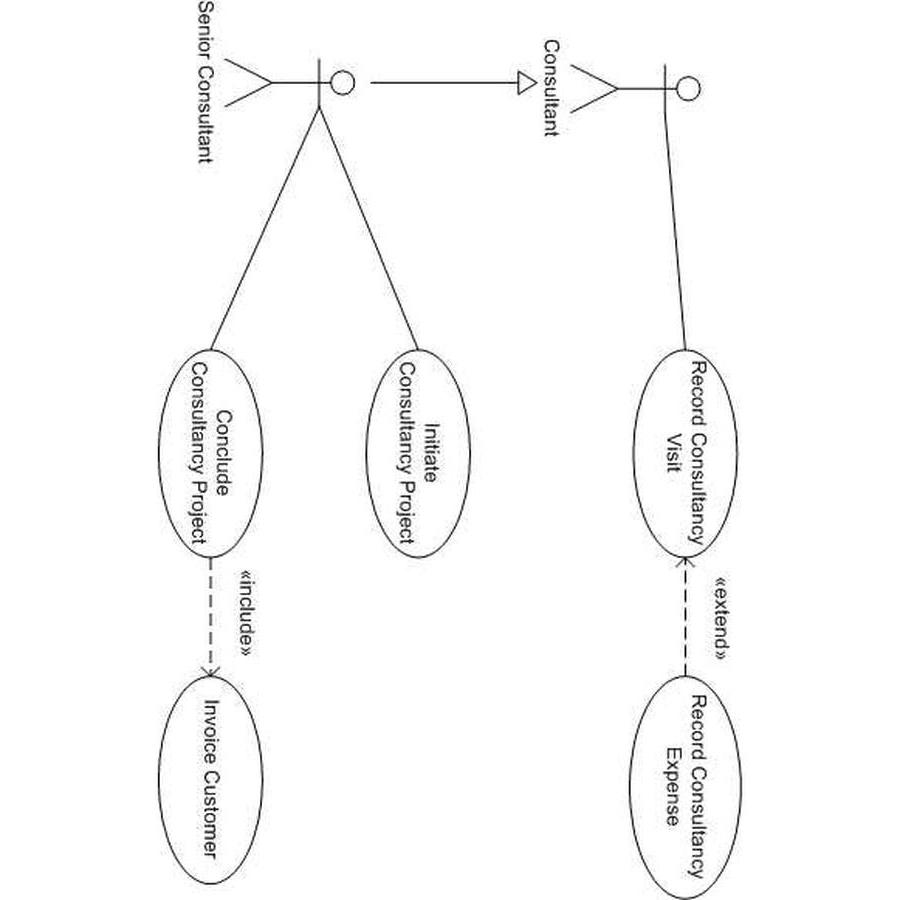 Record Consultancy
Visit
«extend»
Record Consultancy
Expense
Consultant
Initiate
Consultancy Project
Senior Consultant
Conclude
Consultancy Project
«include»
Invoice Customer